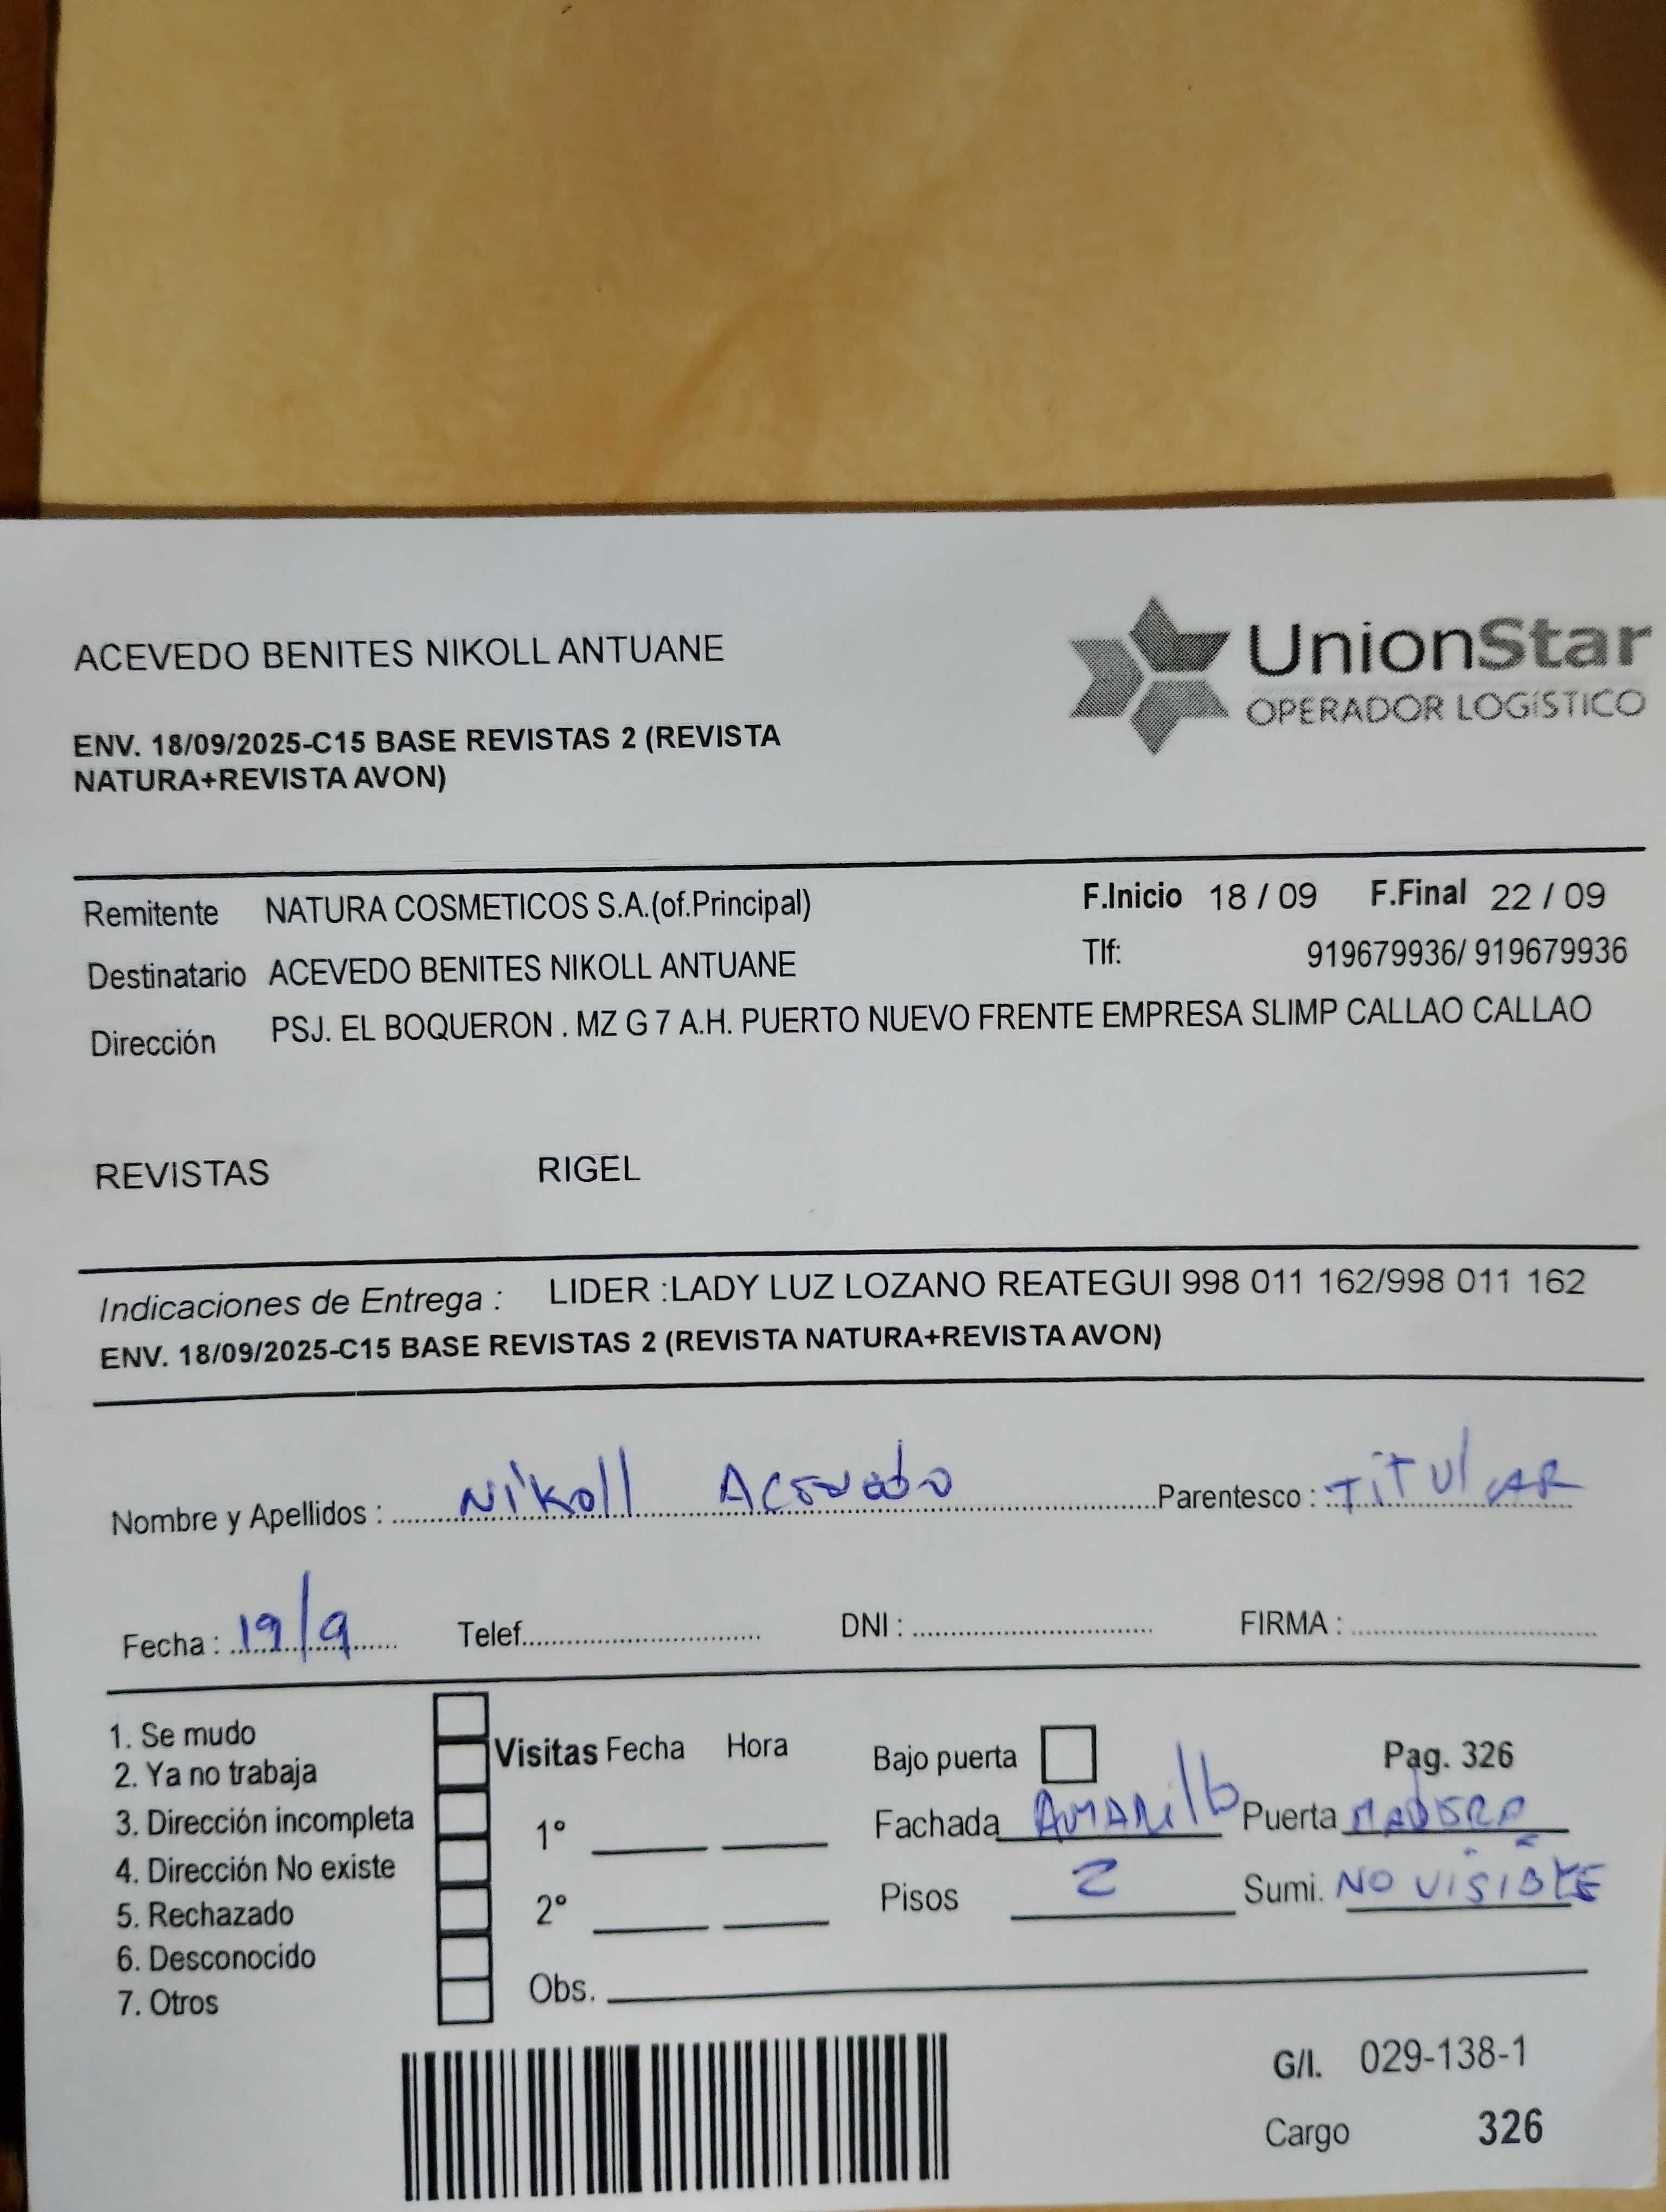 ACEVEDO BENITES NIKOLL ANTUANE
UnionStar
OPERADOR LOGÍSTICO
ENV. 18/09/2025-C15 BASE REVISTAS 2 (REVISTA
NATURA+REVISTA AVON)
Remitente NATURA COSMETICOS S.A.(of.Principal) F.Inicio 18 / 09 F.Final 22 / 09
Destinatario ACEVEDO BENITES NIKOLL ANTUANE Tlf: 919679936/ 919679936
Dirección PSJ. EL BOQUERON . MZ G 7 A.H. PUERTO NUEVO FRENTE EMPRESA SLIMP CALLAO CALLAO
REVISTAS RIGEL
Indicaciones de Entrega : LIDER :LADY LUZ LOZANO REATEGUI 998 011 162/998 011 162
ENV. 18/09/2025-C15 BASE REVISTAS 2 (REVISTA NATURA+REVISTA AVON)
Nombre y Apellidos : Nikoll Acevedo Parentesco : TITULAR
Fecha : 19/9 Telef. DNI : FIRMA :
1. Se mudo
2. Ya no trabaja
3. Dirección incompleta
4. Dirección No existe
5. Rechazado
6. Desconocido
7. Otros
Visitas Fecha Hora
1°
2°
Obs.
Bajo puerta Pag. 326
Fachada AMARILLO Puerta MADERA
Pisos 2 Sumi. NO VISIBLE
G/I. 029-138-1
Cargo 326